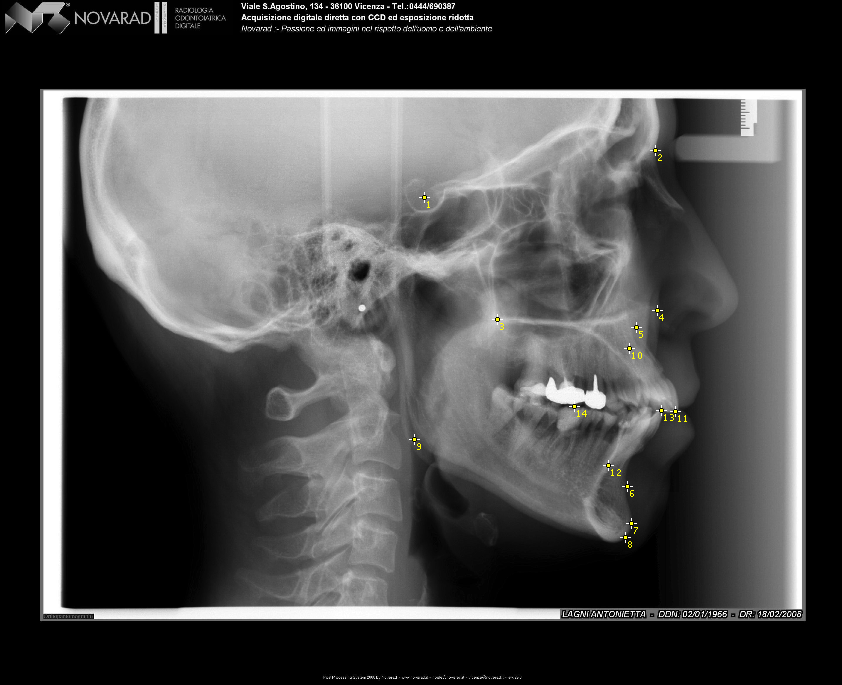 NOVARAD
RADIOLOGIA
ODONTOIATRICA
DIGITALE
Viale S.Agostino, 134 - 36100 Vicenza - Tel.:0444/690387
Acquisizione digitale diretta con CCD ed esposizione ridotta
Novarad :- Passione ed immagini nel rispetto dell'uomo e dell'ambiente
2
1
4
3
5
10
14
13
11
9
12
6
7
8
LAGNI ANTONIETTA - DDN. 02/01/1966 - DR. 18/02/2008